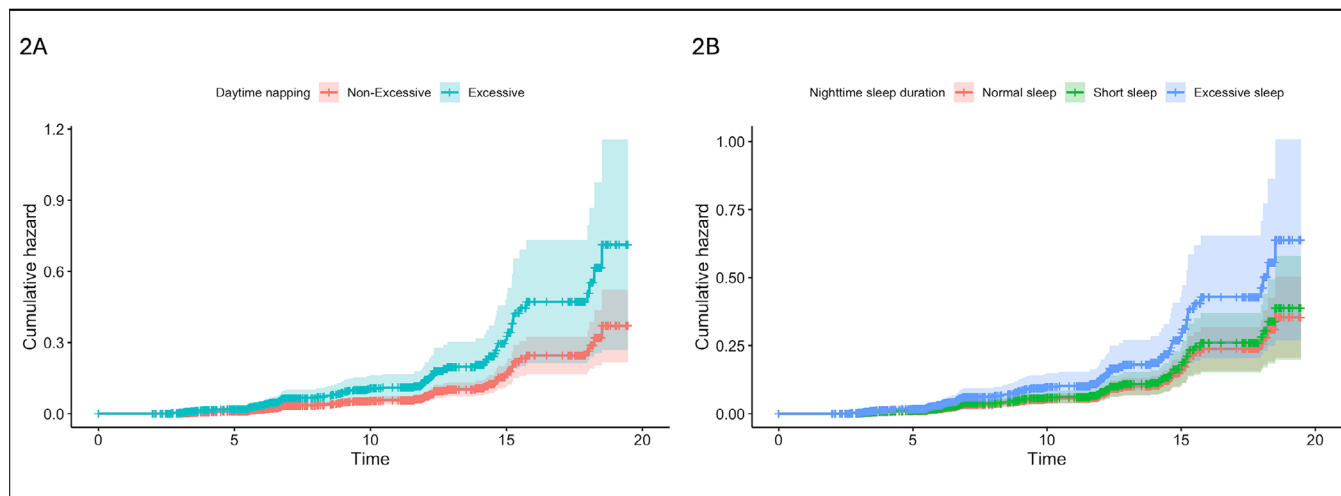 2A
Daytime napping Non-Excessive Excessive
1.2
0.9
0.6
0.3
0.0
Cumulative hazard
0 5 10 15 20
Time
2B
Nighttime sleep duration Normal sleep Short sleep Excessive sleep
1.00
0.75
0.50
0.25
0.00
Cumulative hazard
0 5 10 15 20
Time